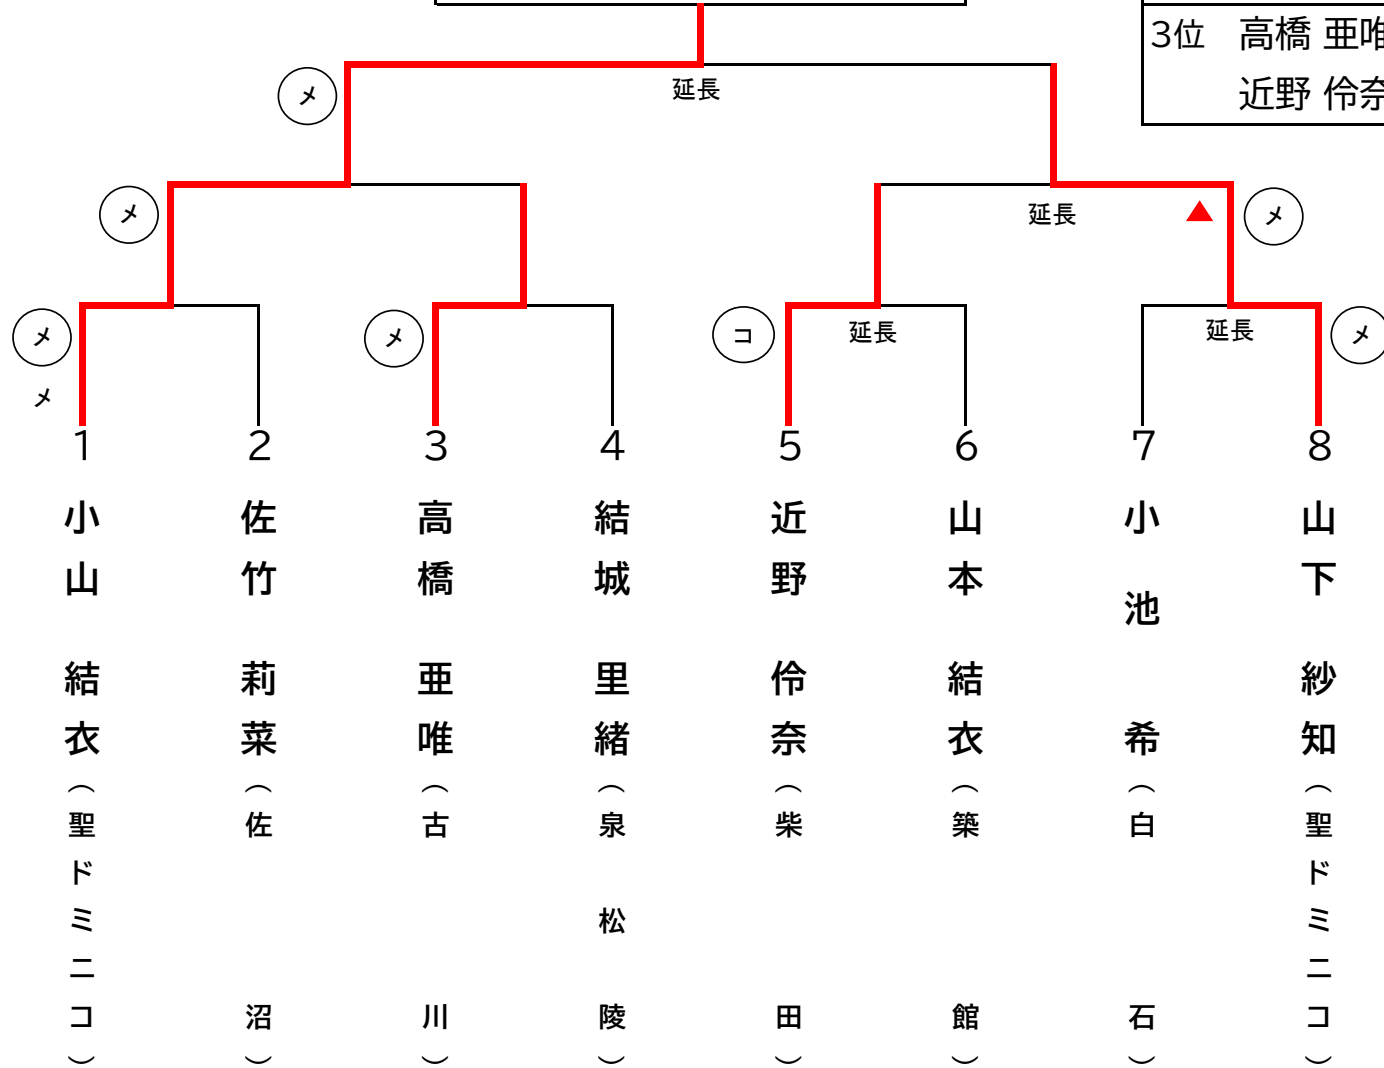 3位 高橋 亜唯
近野 伶奈
メ
延長
メ
延長
メ
メ
メ
メ
コ
延長
延長
メ
1
2
3
4
5
6
7
8
小山 結衣(聖ドミニコ)
佐竹 莉菜(佐沼)
高橋 亜唯(古川)
結城 里緒(泉松陵)
近野 伶奈(柴田)
山本 結衣(築館)
小池 希(白石)
山下 紗知(聖ドミニコ)